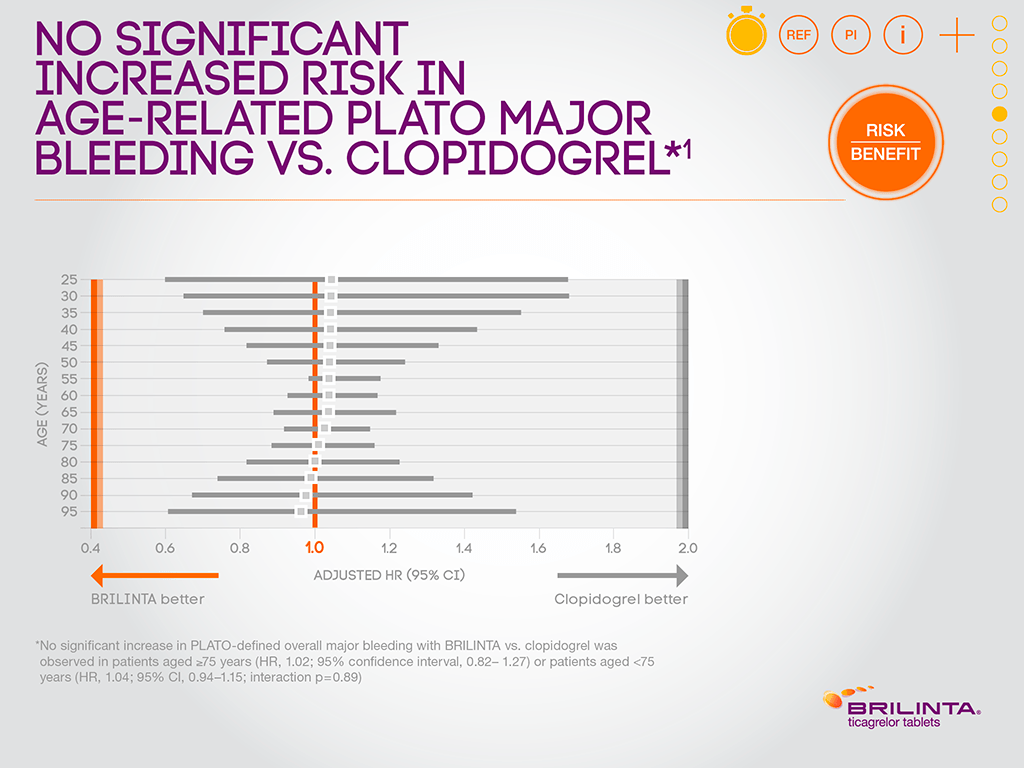 NO SIGNIFICANT
INCREASED RISK IN
AGE-RELATED PLATO MAJOR
BLEEDING VS. CLOPIDOGREL*1
REF
PI
i
RISK
BENEFIT
AGE (YEARS)
25
30
35
40
45
50
55
60
65
70
75
80
85
90
95
0.4 0.6 0.8 1.0 1.2 1.4 1.6 1.8 2.0
ADJUSTED HR (95% CI)
BRILINTA better
Clopidogrel better
*No significant increase in PLATO-defined overall major bleeding with BRILINTA vs. clopidogrel was
observed in patients aged ≥75 years (HR, 1.02; 95% confidence interval, 0.82– 1.27) or patients aged <75
years (HR, 1.04; 95% CI, 0.94–1.15; interaction p=0.89)
BRILINTA®
ticagrelor tablets